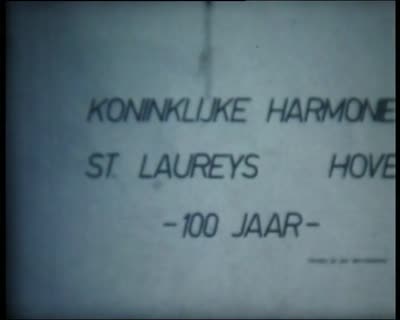 KONINKLIJKE HARMONIE
ST. LAUREYS HOVE
-100 JAAR-